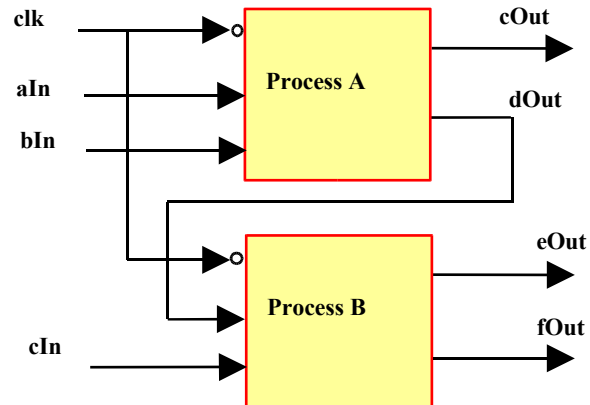 clk
cOut
Process A
aIn
dOut
bIn
eOut
Process B
fOut
cIn